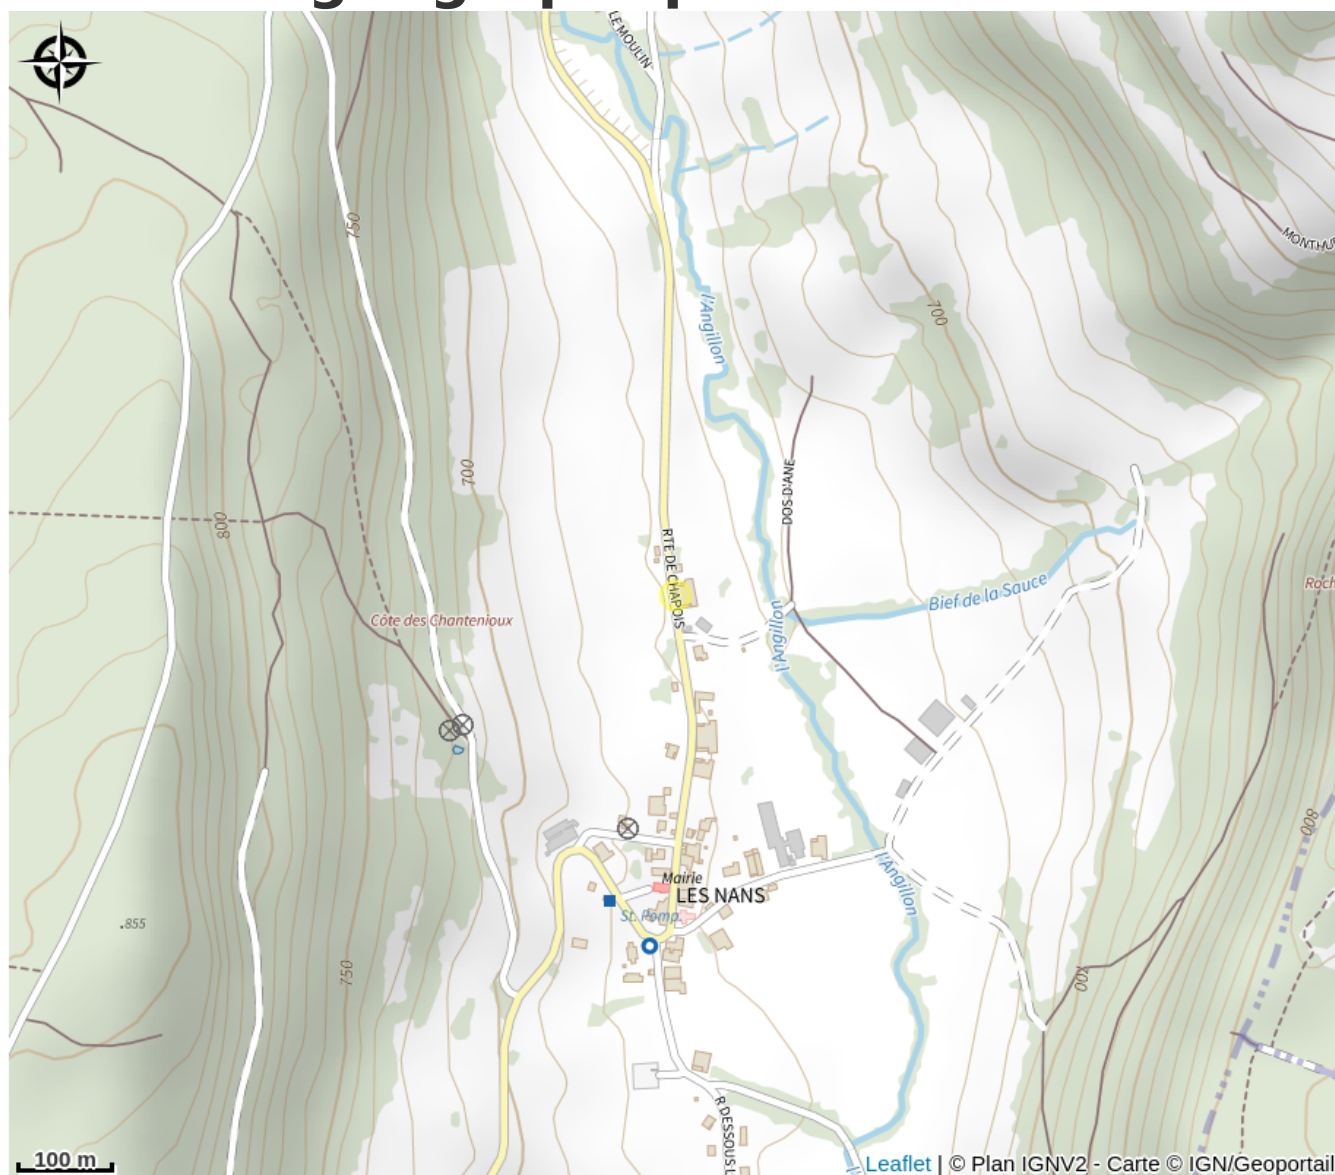 LE MOULIN
750
MONTHU
l'Angillon
700
700
DOS D'ANE
800
RTE DE CHAPOIS
Bief de la Sauce
Roch
Côte des Chantenioux
l'Angillon
800
Mairie
LES NANS
l'Angillon
St. Pomp.
855
750
700
R DESSOUS L
100 m
Leaflet | © Plan IGNV2 - Carte © IGN/Geoportail